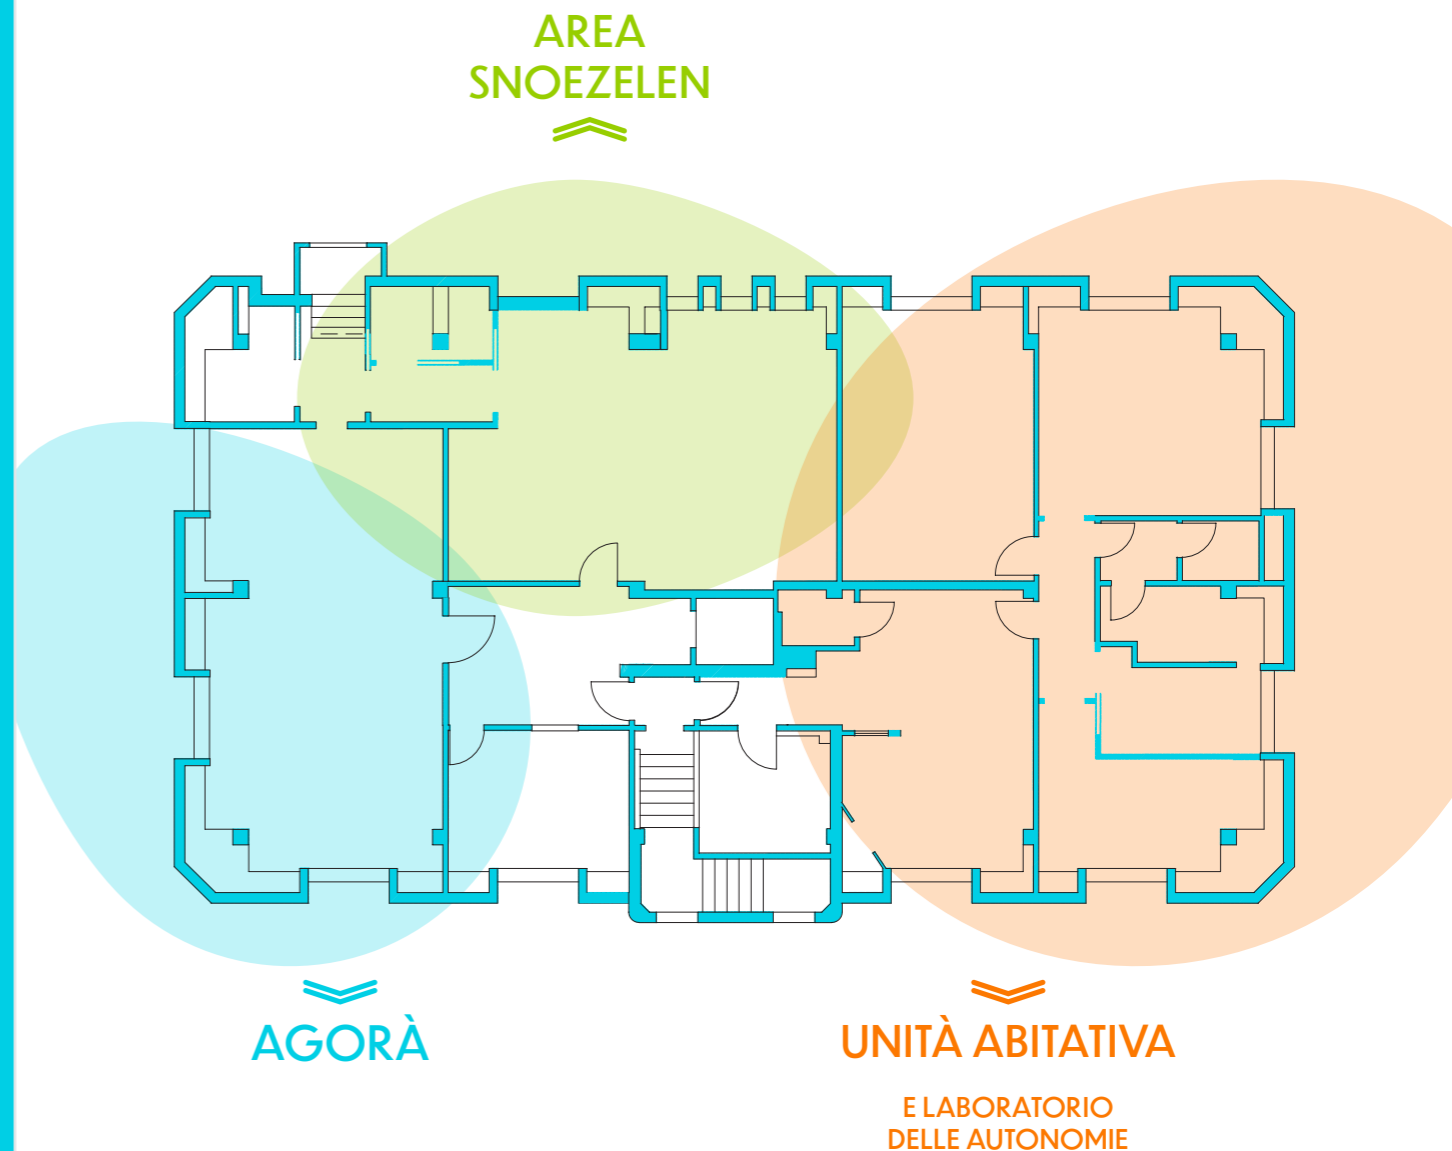 AREA
SNOEZELEN
AGORÀ
UNITÀ ABITATIVA
E LABORATORIO
DELLE AUTONOMIE